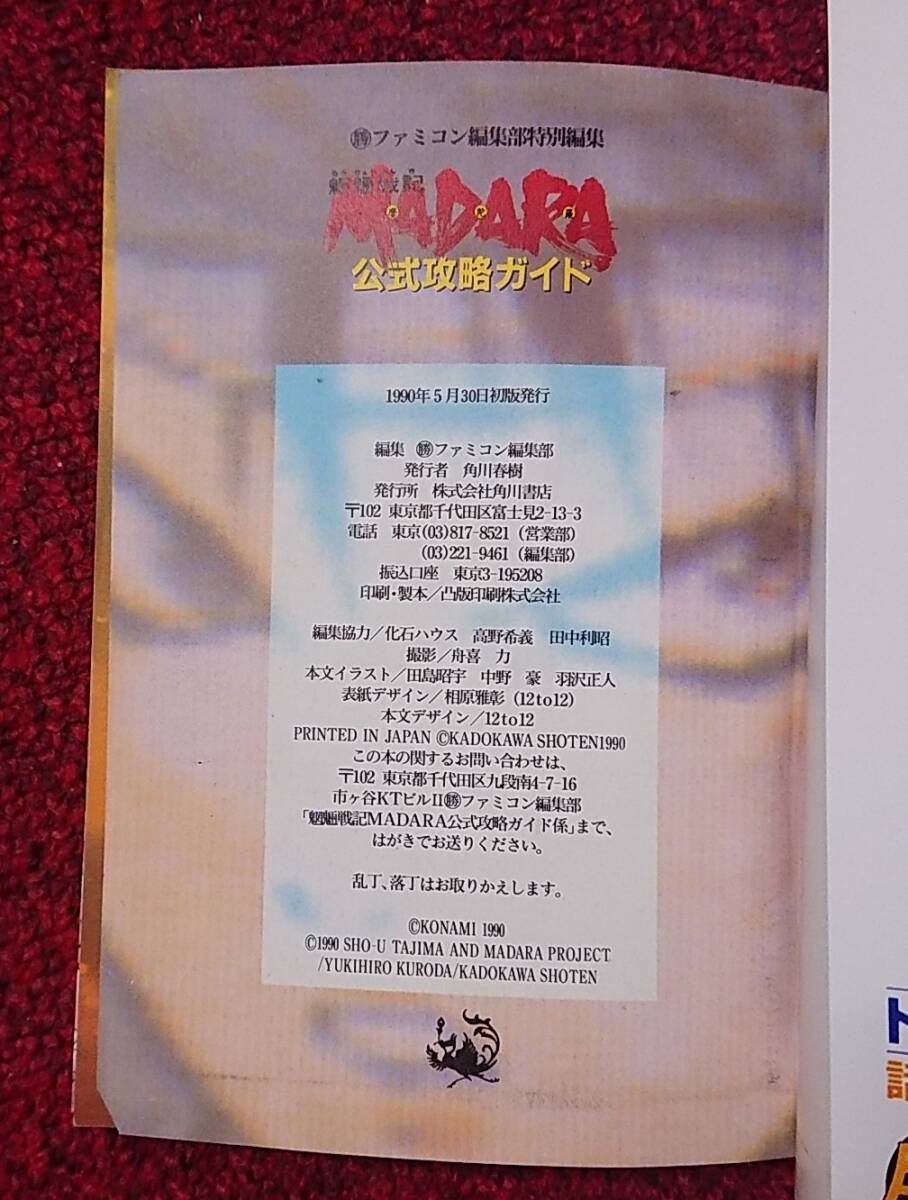 ㊝ファミコン編集部特別編集
魍魎戦記
MADARA
摩陀羅
公式攻略ガイド
1990年5月30日初版発行
編集 ㊝ファミコン編集部
発行者 角川春樹
発行所 株式会社角川書店
〒102 東京都千代田区富士見2-13-3
電話 東京(03)817-8521(営業部)
(03)221-9461(編集部)
振込口座 東京3-195208
印刷・製本／凸版印刷株式会社
編集協力／化石ハウス 高野希義 田中利昭
撮影／舟喜 力
本文イラスト／田島昭宇 中野 豪 羽沢正人
表紙デザイン／相原雅彰(12to12)
本文デザイン／12to12
PRINTED IN JAPAN ©KADOKAWA SHOTEN1990
この本の関するお問い合わせは、
〒102 東京都千代田区九段南4-7-16
市ヶ谷KTビルII㊝ファミコン編集部
「魍魎戦記MADARA公式攻略ガイド係」まで、
はがきでお送りください。
乱丁、落丁はお取りかえします。
©KONAMI 1990
©1990 SHO-U TAJIMA AND MADARA PROJECT
/YUKIHIRO KURODA/KADOKAWA SHOTEN